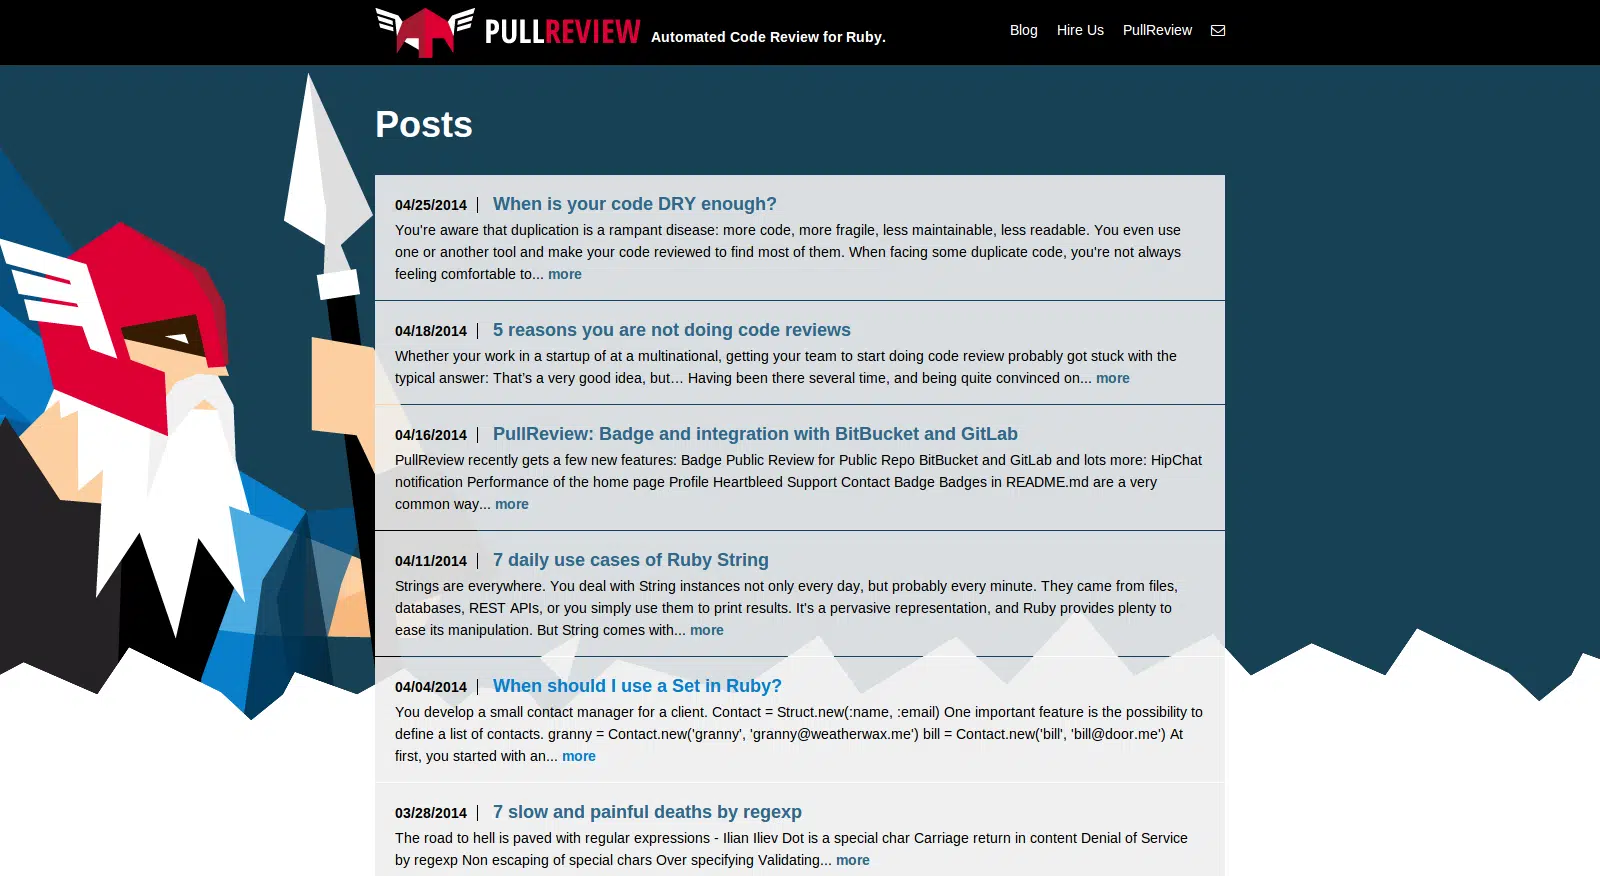 PULLREVIEW Automated Code Review for Ruby.
Blog Hire Us PullReview
Posts
04/25/2014 When is your code DRY enough?
You're aware that duplication is a rampant disease: more code, more fragile, less maintainable, less readable. You even use
one or another tool and make your code reviewed to find most of them. When facing some duplicate code, you're not always
feeling comfortable to... more
04/18/2014 5 reasons you are not doing code reviews
Whether your work in a startup of at a multinational, getting your team to start doing code review probably got stuck with the
typical answer: That’s a very good idea, but… Having been there several time, and being quite convinced on... more
04/16/2014 PullReview: Badge and integration with BitBucket and GitLab
PullReview recently gets a few new features: Badge Public Review for Public Repo BitBucket and GitLab and lots more: HipChat
notification Performance of the home page Profile Heartbleed Support Contact Badge Badges in README.md are a very
common way... more
04/11/2014 7 daily use cases of Ruby String
Strings are everywhere. You deal with String instances not only every day, but probably every minute. They came from files,
databases, REST APIs, or you simply use them to print results. It's a pervasive representation, and Ruby provides plenty to
ease its manipulation. But String comes with... more
04/04/2014 When should I use a Set in Ruby?
You develop a small contact manager for a client. Contact = Struct.new(:name, :email) One important feature is the possibility to
define a list of contacts. granny = Contact.new('granny', 'granny@weatherwax.me') bill = Contact.new('bill', 'bill@door.me') At
first, you started with an... more
03/28/2014 7 slow and painful deaths by regexp
The road to hell is paved with regular expressions - Ilian Iliev Dot is a special char Carriage return in content Denial of Service
by regexp Non escaping of special chars Over specifying Validating... more